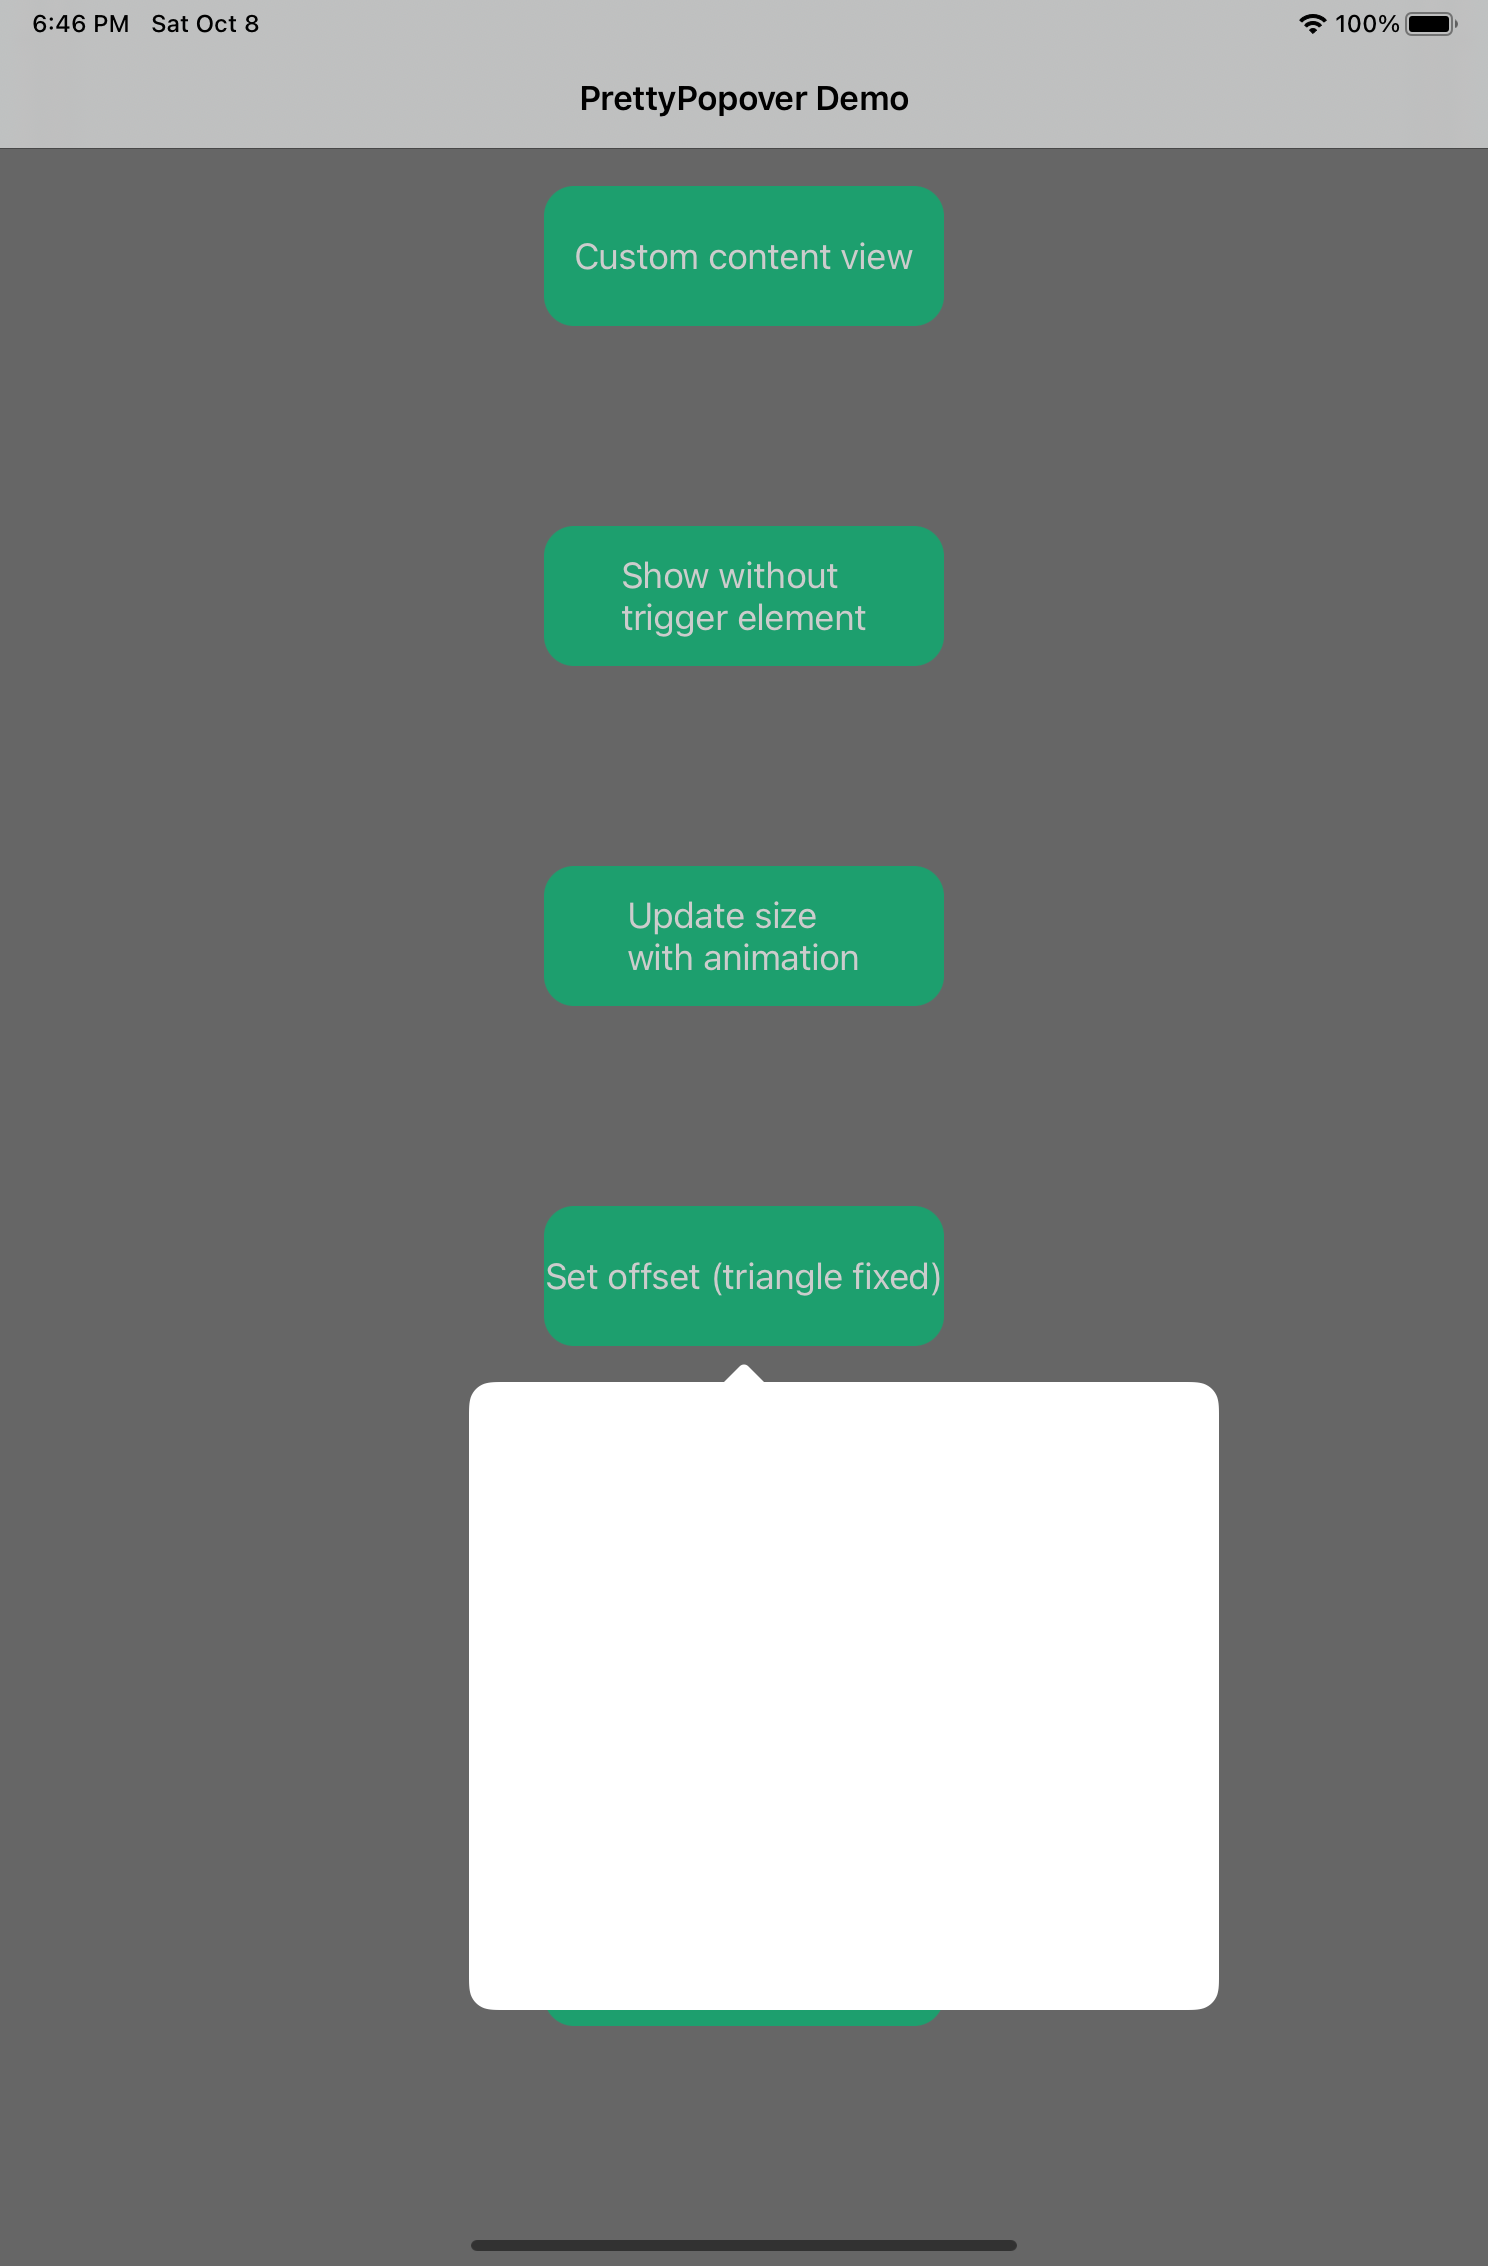 6:46 PM Sat Oct 8 100%
PrettyPopover Demo
Custom content view
Show without
trigger element
Update size
with animation
Set offset (triangle fixed)